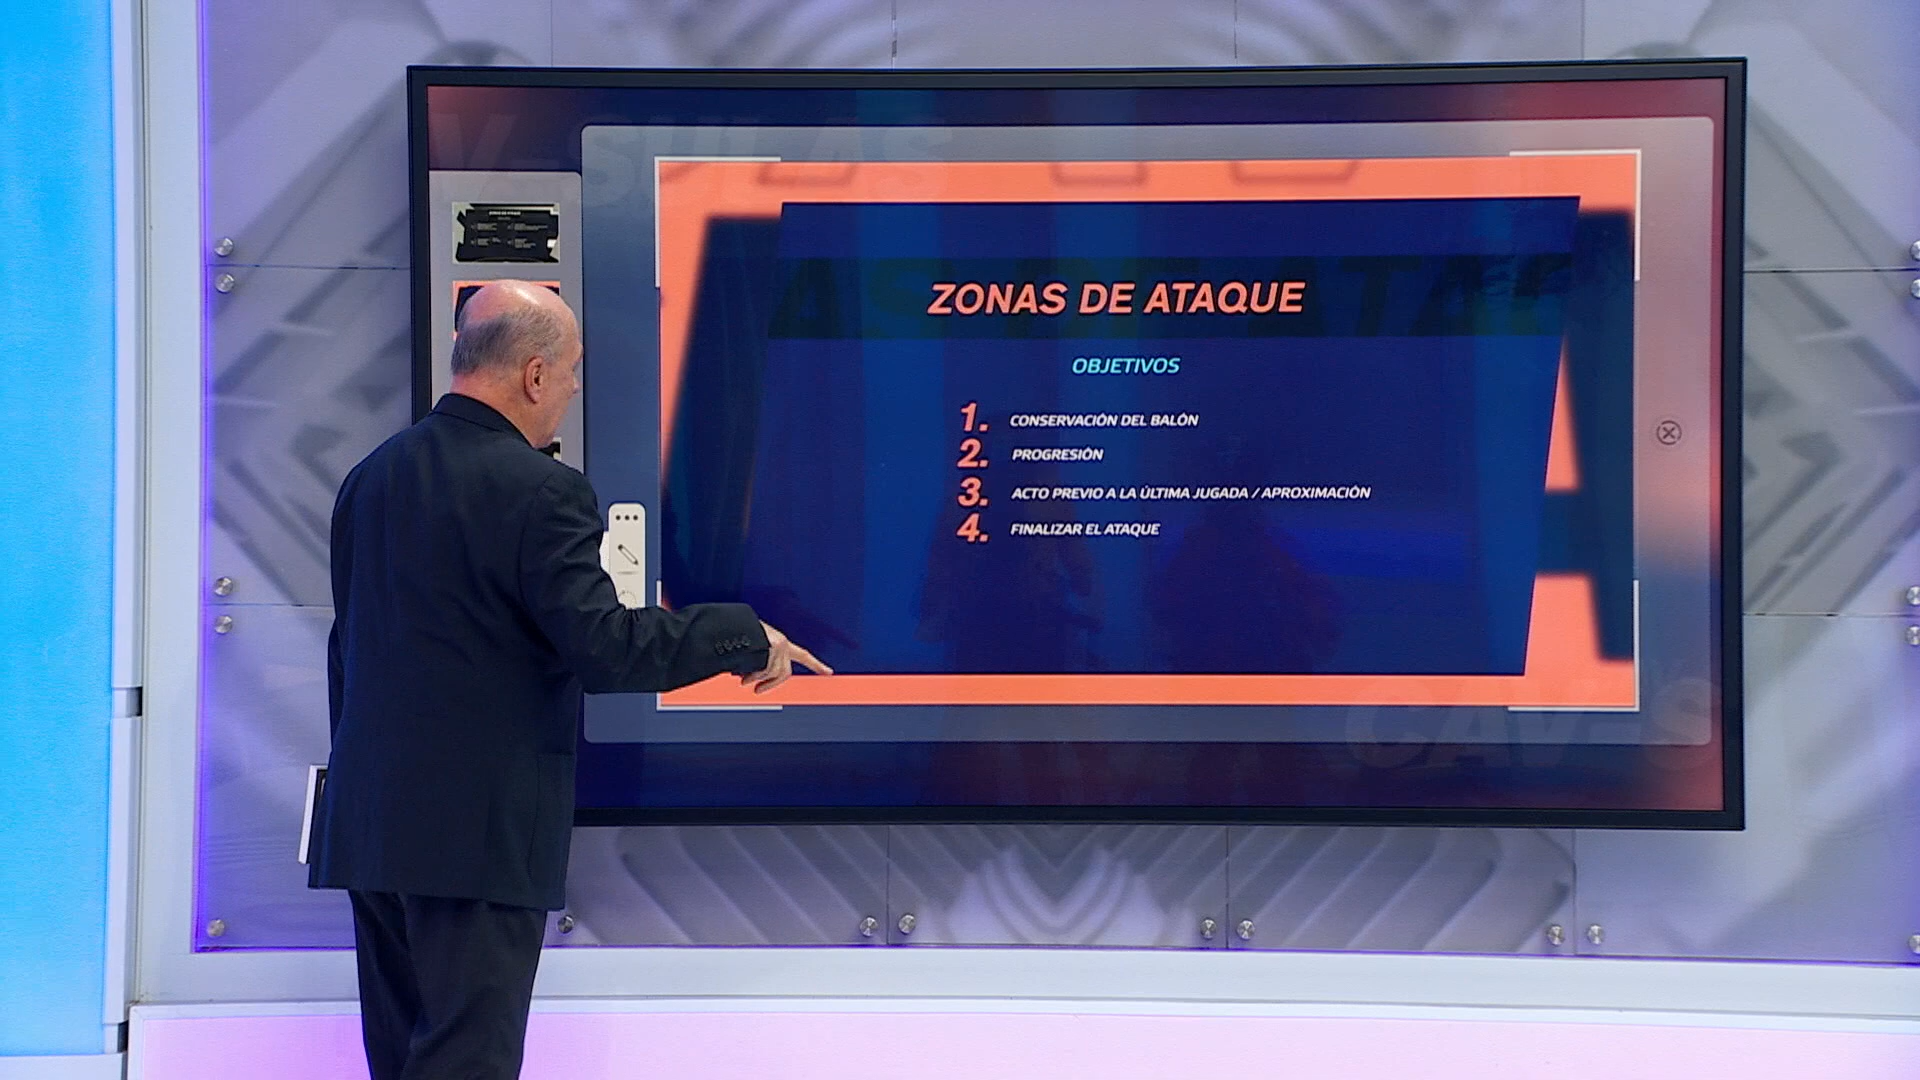 ZONAS DE ATAQUE
OBJETIVOS
1. CONSERVACIÓN DEL BALÓN
2. PROGRESIÓN
3. ACTO PREVIO A LA ÚLTIMA JUGADA / APROXIMACIÓN
4. FINALIZAR EL ATAQUE